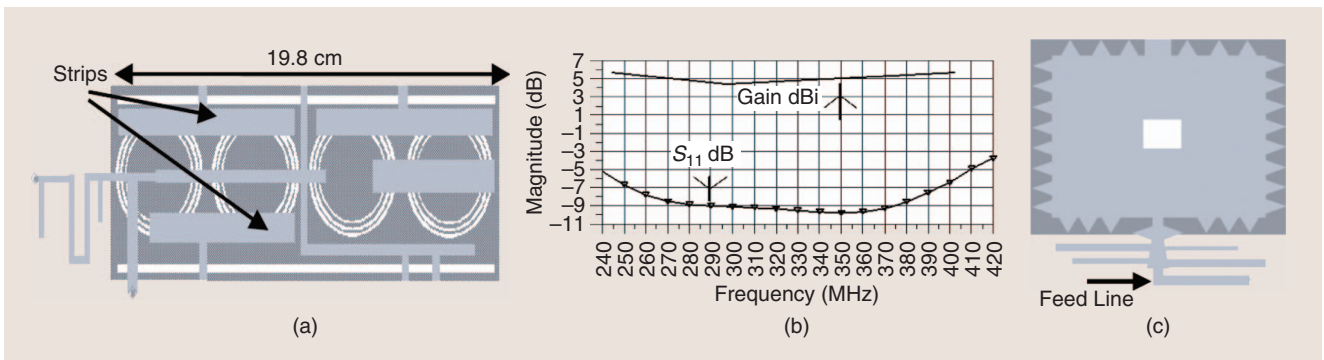 19.8 cm
Strips
(a)
Magnitude (dB)
7
5
3
1
–1
–3
–5
–7
–9
–11
Gain dBi
S11 dB
240 250 260 270 280 290 300 310 320 330 340 350 360 370 380 390 400 410 420
Frequency (MHz)
(b)
Feed Line
(c)